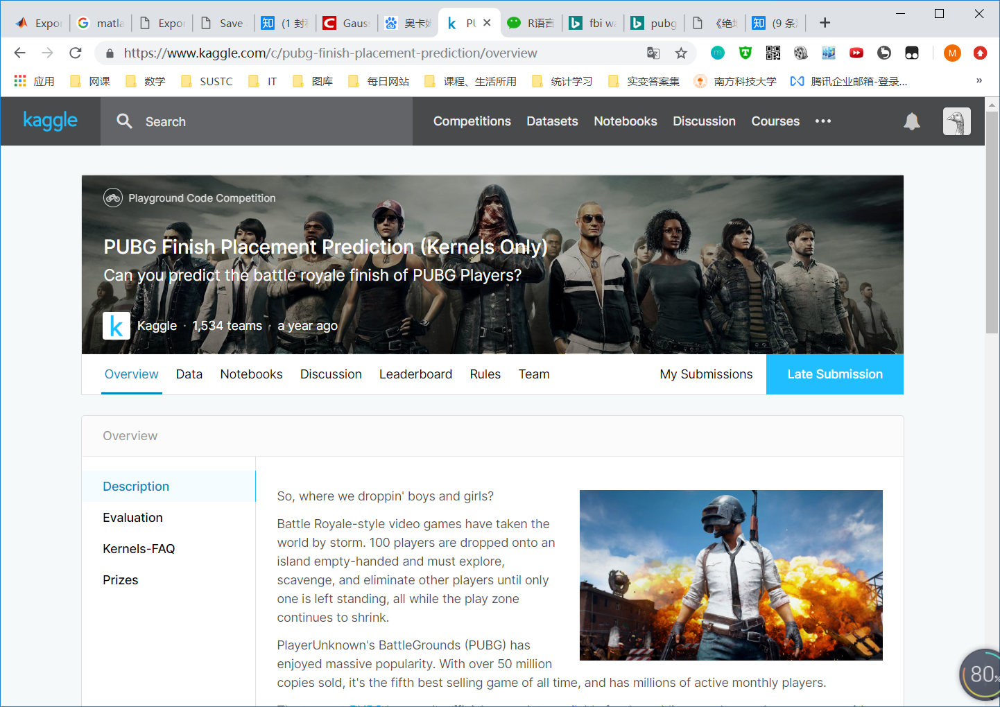 Expor
matla
Expor
Save
(1 封
Gaus
奥卡
PU
R语言
fbi wa
pubg
《绝
(9 条
https://www.kaggle.com/c/pubg-finish-placement-prediction/overview
M
应用
网课
数学
SUSTC
IT
图库
每日网站
课程、生活所用
统计学习
实变答案集
南方科技大学
腾讯企业邮箱-登录...
»
kaggle
Search
Competitions
Datasets
Notebooks
Discussion
Courses
Playground Code Competition
PUBG Finish Placement Prediction (Kernels Only)
Can you predict the battle royale finish of PUBG Players?
k
Kaggle · 1,534 teams · a year ago
Overview
Data
Notebooks
Discussion
Leaderboard
Rules
Team
My Submissions
Late Submission
Overview
Description
Evaluation
Kernels-FAQ
Prizes
So, where we droppin' boys and girls?
Battle Royale-style video games have taken the
world by storm. 100 players are dropped onto an
island empty-handed and must explore,
scavenge, and eliminate other players until only
one is left standing, all while the play zone
continues to shrink.
PlayerUnknown's BattleGrounds (PUBG) has
enjoyed massive popularity. With over 50 million
copies sold, it's the fifth best selling game of all time, and has millions of active monthly players.
80%